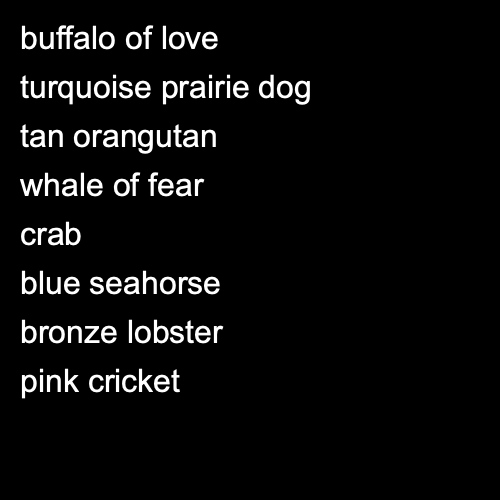 buffalo of love
turquoise prairie dog
tan orangutan
whale of fear
crab
blue seahorse
bronze lobster
pink cricket